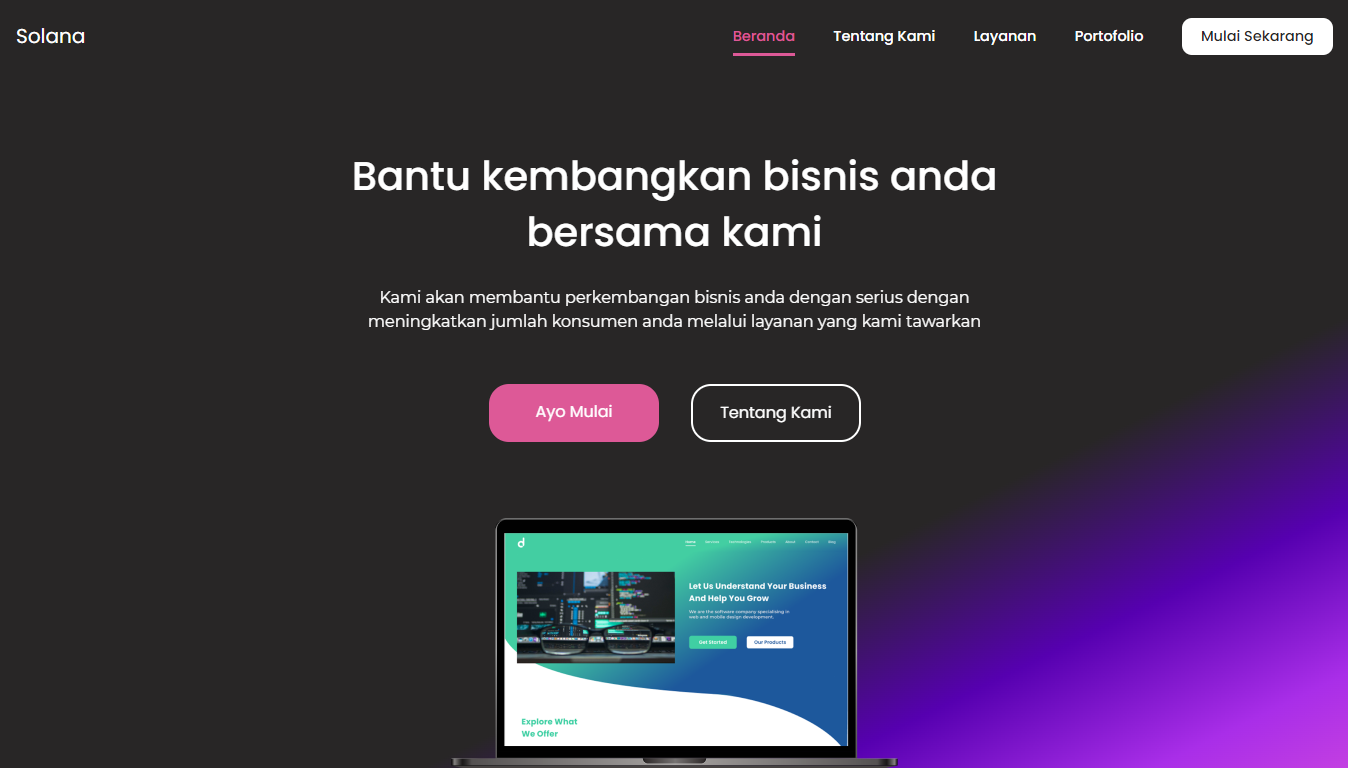 Solana
Beranda
Tentang Kami
Layanan
Portofolio
Mulai Sekarang
Bantu kembangkan bisnis anda
bersama kami
Kami akan membantu perkembangan bisnis anda dengan serius dengan
meningkatkan jumlah konsumen anda melalui layanan yang kami tawarkan
Ayo Mulai
Tentang Kami
d
Home
Services
Technologies
Products
About
Contact
Blog
Let Us Understand Your Business
And Help You Grow
We are the software company specialising in
web and mobile design development.
Get Started
Our Products
Explore What
We Offer